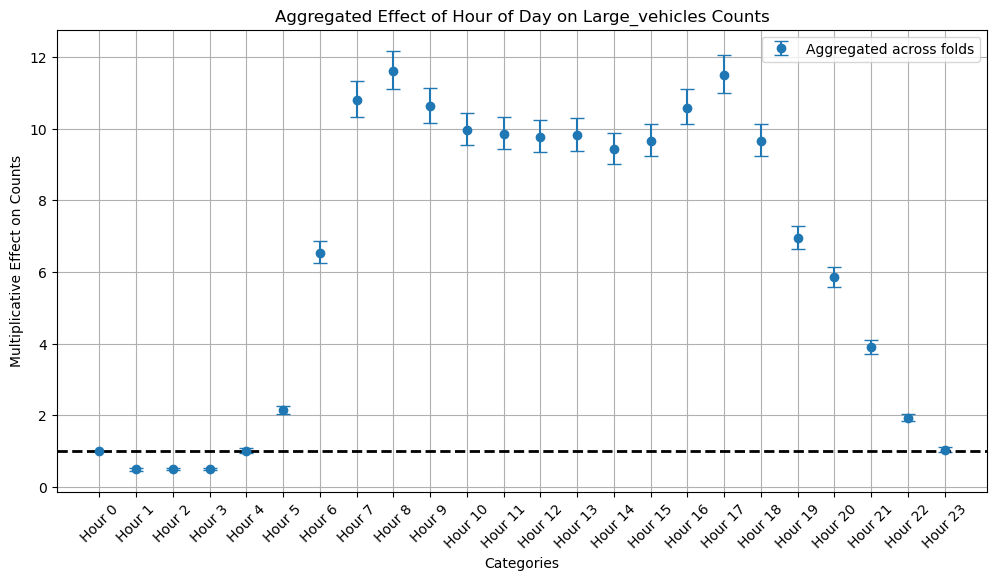 Aggregated Effect of Hour of Day on Large_vehicles Counts
Aggregated across folds
Multiplicative Effect on Counts
12
10
8
6
4
2
0
Hour 0
Hour 1
Hour 2
Hour 3
Hour 4
Hour 5
Hour 6
Hour 7
Hour 8
Hour 9
Hour 10
Hour 11
Hour 12
Hour 13
Hour 14
Hour 15
Hour 16
Hour 17
Hour 18
Hour 19
Hour 20
Hour 21
Hour 22
Hour 23
Categories